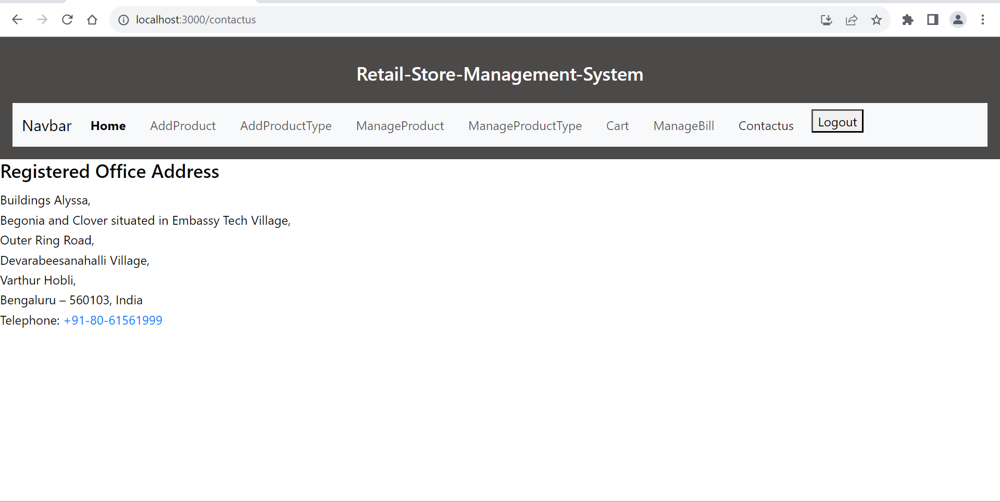 localhost:3000/contactus
Retail-Store-Management-System
Navbar Home AddProduct AddProductType ManageProduct ManageProductType Cart ManageBill Contactus Logout
Registered Office Address
Buildings Alyssa,
Begonia and Clover situated in Embassy Tech Village,
Outer Ring Road,
Devarabeesanahalli Village,
Varthur Hobli,
Bengaluru – 560103, India
Telephone: +91-80-61561999